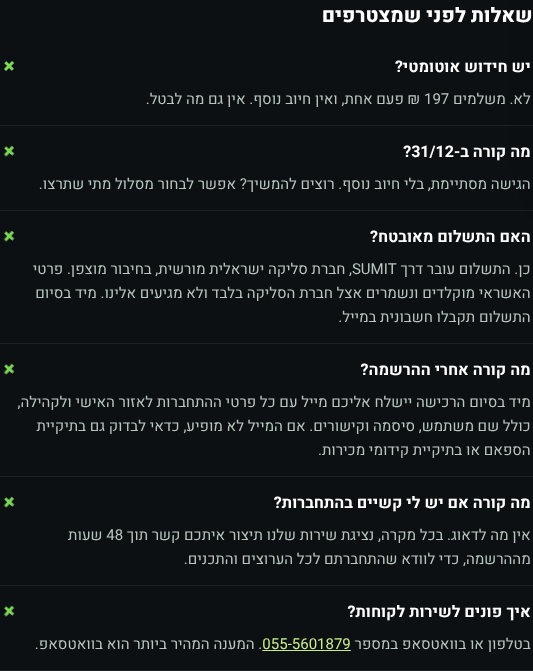 שאלות לפני שמצטרפים
יש חידוש אוטומטי?
לא. משלמים 197 ₪ פעם אחת, ואין חיוב נוסף. אין גם מה לבטל.
מה קורה ב-31/12?
הגישה מסתיימת, בלי חיוב נוסף. רוצים להמשיך? אפשר לבחור מסלול מתי שתרצו.
האם התשלום מאובטח?
כן. התשלום עובר דרך SUMIT, חברת סליקה ישראלית מורשית, בחיבור מוצפן. פרטי
האשראי מוקלדים ונשמרים אצל חברת הסליקה בלבד ולא מגיעים אלינו. מיד בסיום
התשלום תקבלו חשבונית במייל.
מה קורה אחרי ההרשמה?
מיד בסיום הרכישה יישלח אליכם מייל עם כל פרטי ההתחברות לאזור האישי ולקהילה,
כולל שם משתמש, סיסמה וקישורים. אם המייל לא מופיע, כדאי לבדוק גם בתיקיית
הספאם או בתיקיית קידומי מכירות.
מה קורה אם יש לי קשיים בהתחברות?
אין מה לדאוג. בכל מקרה, נציגת שירות שלנו תיצור איתכם קשר תוך 48 שעות
מההרשמה, כדי לוודא שהתחברתם לכל הערוצים והתכנים.
איך פונים לשירות לקוחות?
בטלפון או בוואטסאפ במספר 055-5601879. המענה המהיר ביותר הוא בוואטסאפ.